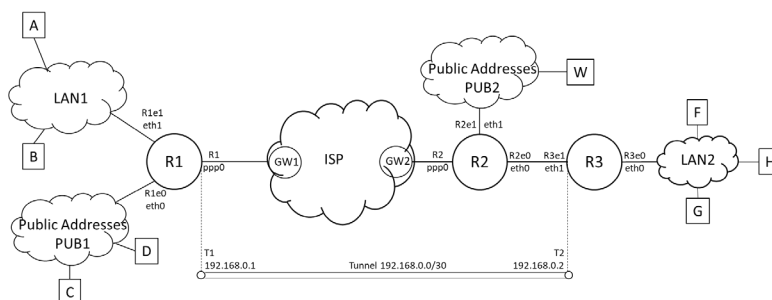 A
LAN1
R1e1
eth1
B
R1
R1
ppp0
R1e0
eth0
Public Addresses
PUB1
D
C
GW1
ISP
GW2
Public Addresses
PUB2
W
R2e1 eth1
R2
ppp0
R2
R2e0
eth0
R3e1
eth1
R3
R3e0
eth0
F
LAN2
H
G
T1
192.168.0.1
Tunnel 192.168.0.0/30
T2
192.168.0.2